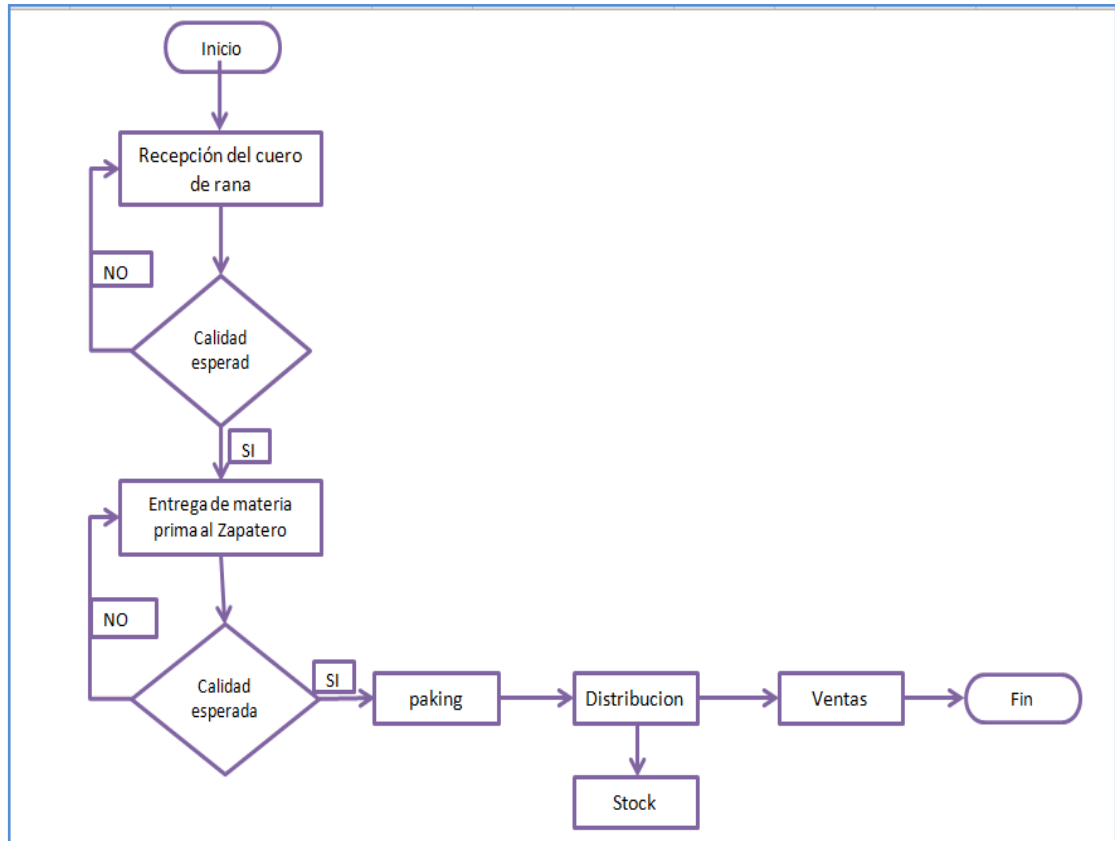 Inicio
Recepción del cuero
de rana
NO
Calidad
esperad
SI
Entrega de materia
prima al Zapatero
NO
Calidad
esperada
SI
paking
Distribucion
Ventas
Fin
Stock